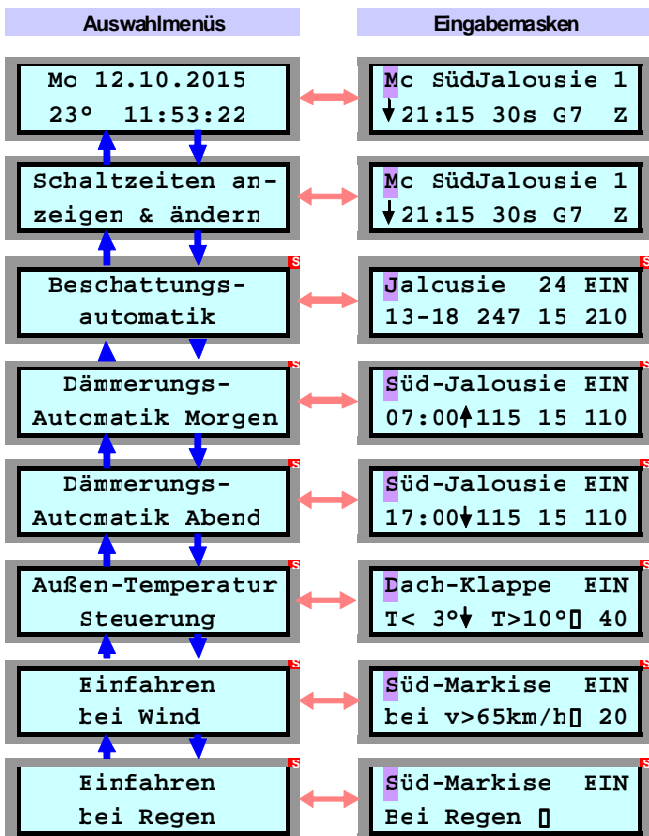 Auswahlmenüs
Eingabemasken
Mo 12.10.2015
23° 11:53:22
Mo SüdJalousie 1
↓21:15 30s G7 Z
Schaltzeiten an-
zeigen & ändern
Mo SüdJalousie 1
↓21:15 30s G7 Z
S
Beschattungs-
automatik
S
Jalousie 24 EIN
13-18 247 15 210
S
Dämmerungs-
Automatik Morgen
S
Süd-Jalousie EIN
07:00↑115 15 110
S
Dämmerungs-
Automatik Abend
S
Süd-Jalousie EIN
17:00↓115 15 110
S
Außen-Temperatur
Steuerung
S
Dach-Klappe EIN
T< 3°↓ T>10°▯ 40
S
Einfahren
bei Wind
S
Süd-Markise EIN
bei v>65km/h▯ 20
S
Einfahren
bei Regen
S
Süd-Markise EIN
Bei Regen ▯